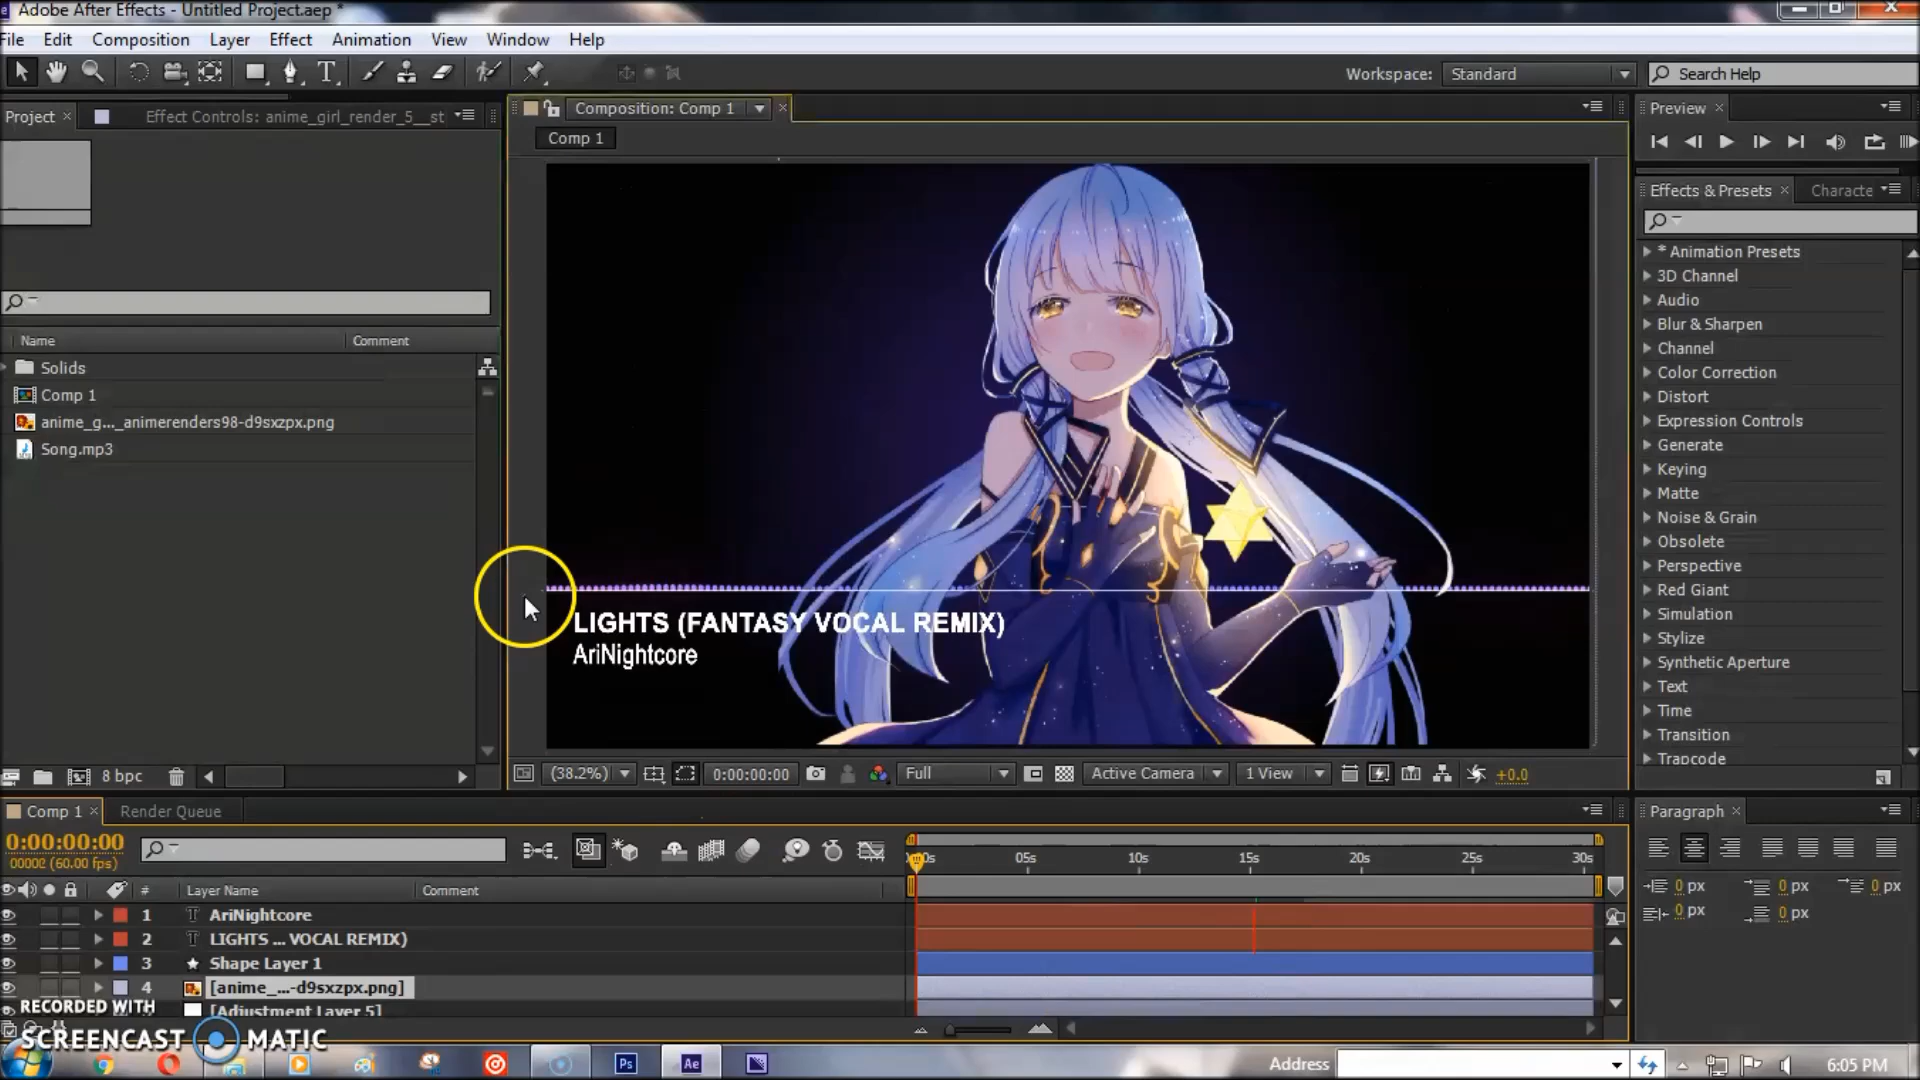 Adobe After Effects - Untitled Project.aep *
File Edit Composition Layer Effect Animation View Window Help
Workspace: Standard Search Help
Project × Effect Controls: anime_girl_render_5__st
Composition: Comp 1 ×
Preview ×
Comp 1
Effects & Presets × Characte
* Animation Presets
3D Channel
Audio
Blur & Sharpen
Channel
Color Correction
Distort
Expression Controls
Generate
Keying
Matte
Noise & Grain
Obsolete
Perspective
Red Giant
Simulation
Stylize
Synthetic Aperture
Text
Time
Transition
Trapcode
Name Comment
Solids
Comp 1
anime_g..._animerenders98-d9sxzpx.png
Song.mp3
LIGHTS (FANTASY VOCAL REMIX)
AriNightcore
8 bpc
(38.2%) 0:00:00:00 Full Active Camera 1 View +0.0
Comp 1 × Render Queue
Paragraph ×
0:00:00:00
00002 (60.00 fps)
0s 05s 10s 15s 20s 25s 30s
0 px 0 px 0 px
0 px 0 px
# Layer Name Comment
1 T AriNightcore
2 T LIGHTS ... VOCAL REMIX)
3 Shape Layer 1
4 [anime_...-d9sxzpx.png]
[Adjustment Layer 5]
RECORDED WITH
SCREENCAST MATIC
Ps Ae
Address
6:05 PM